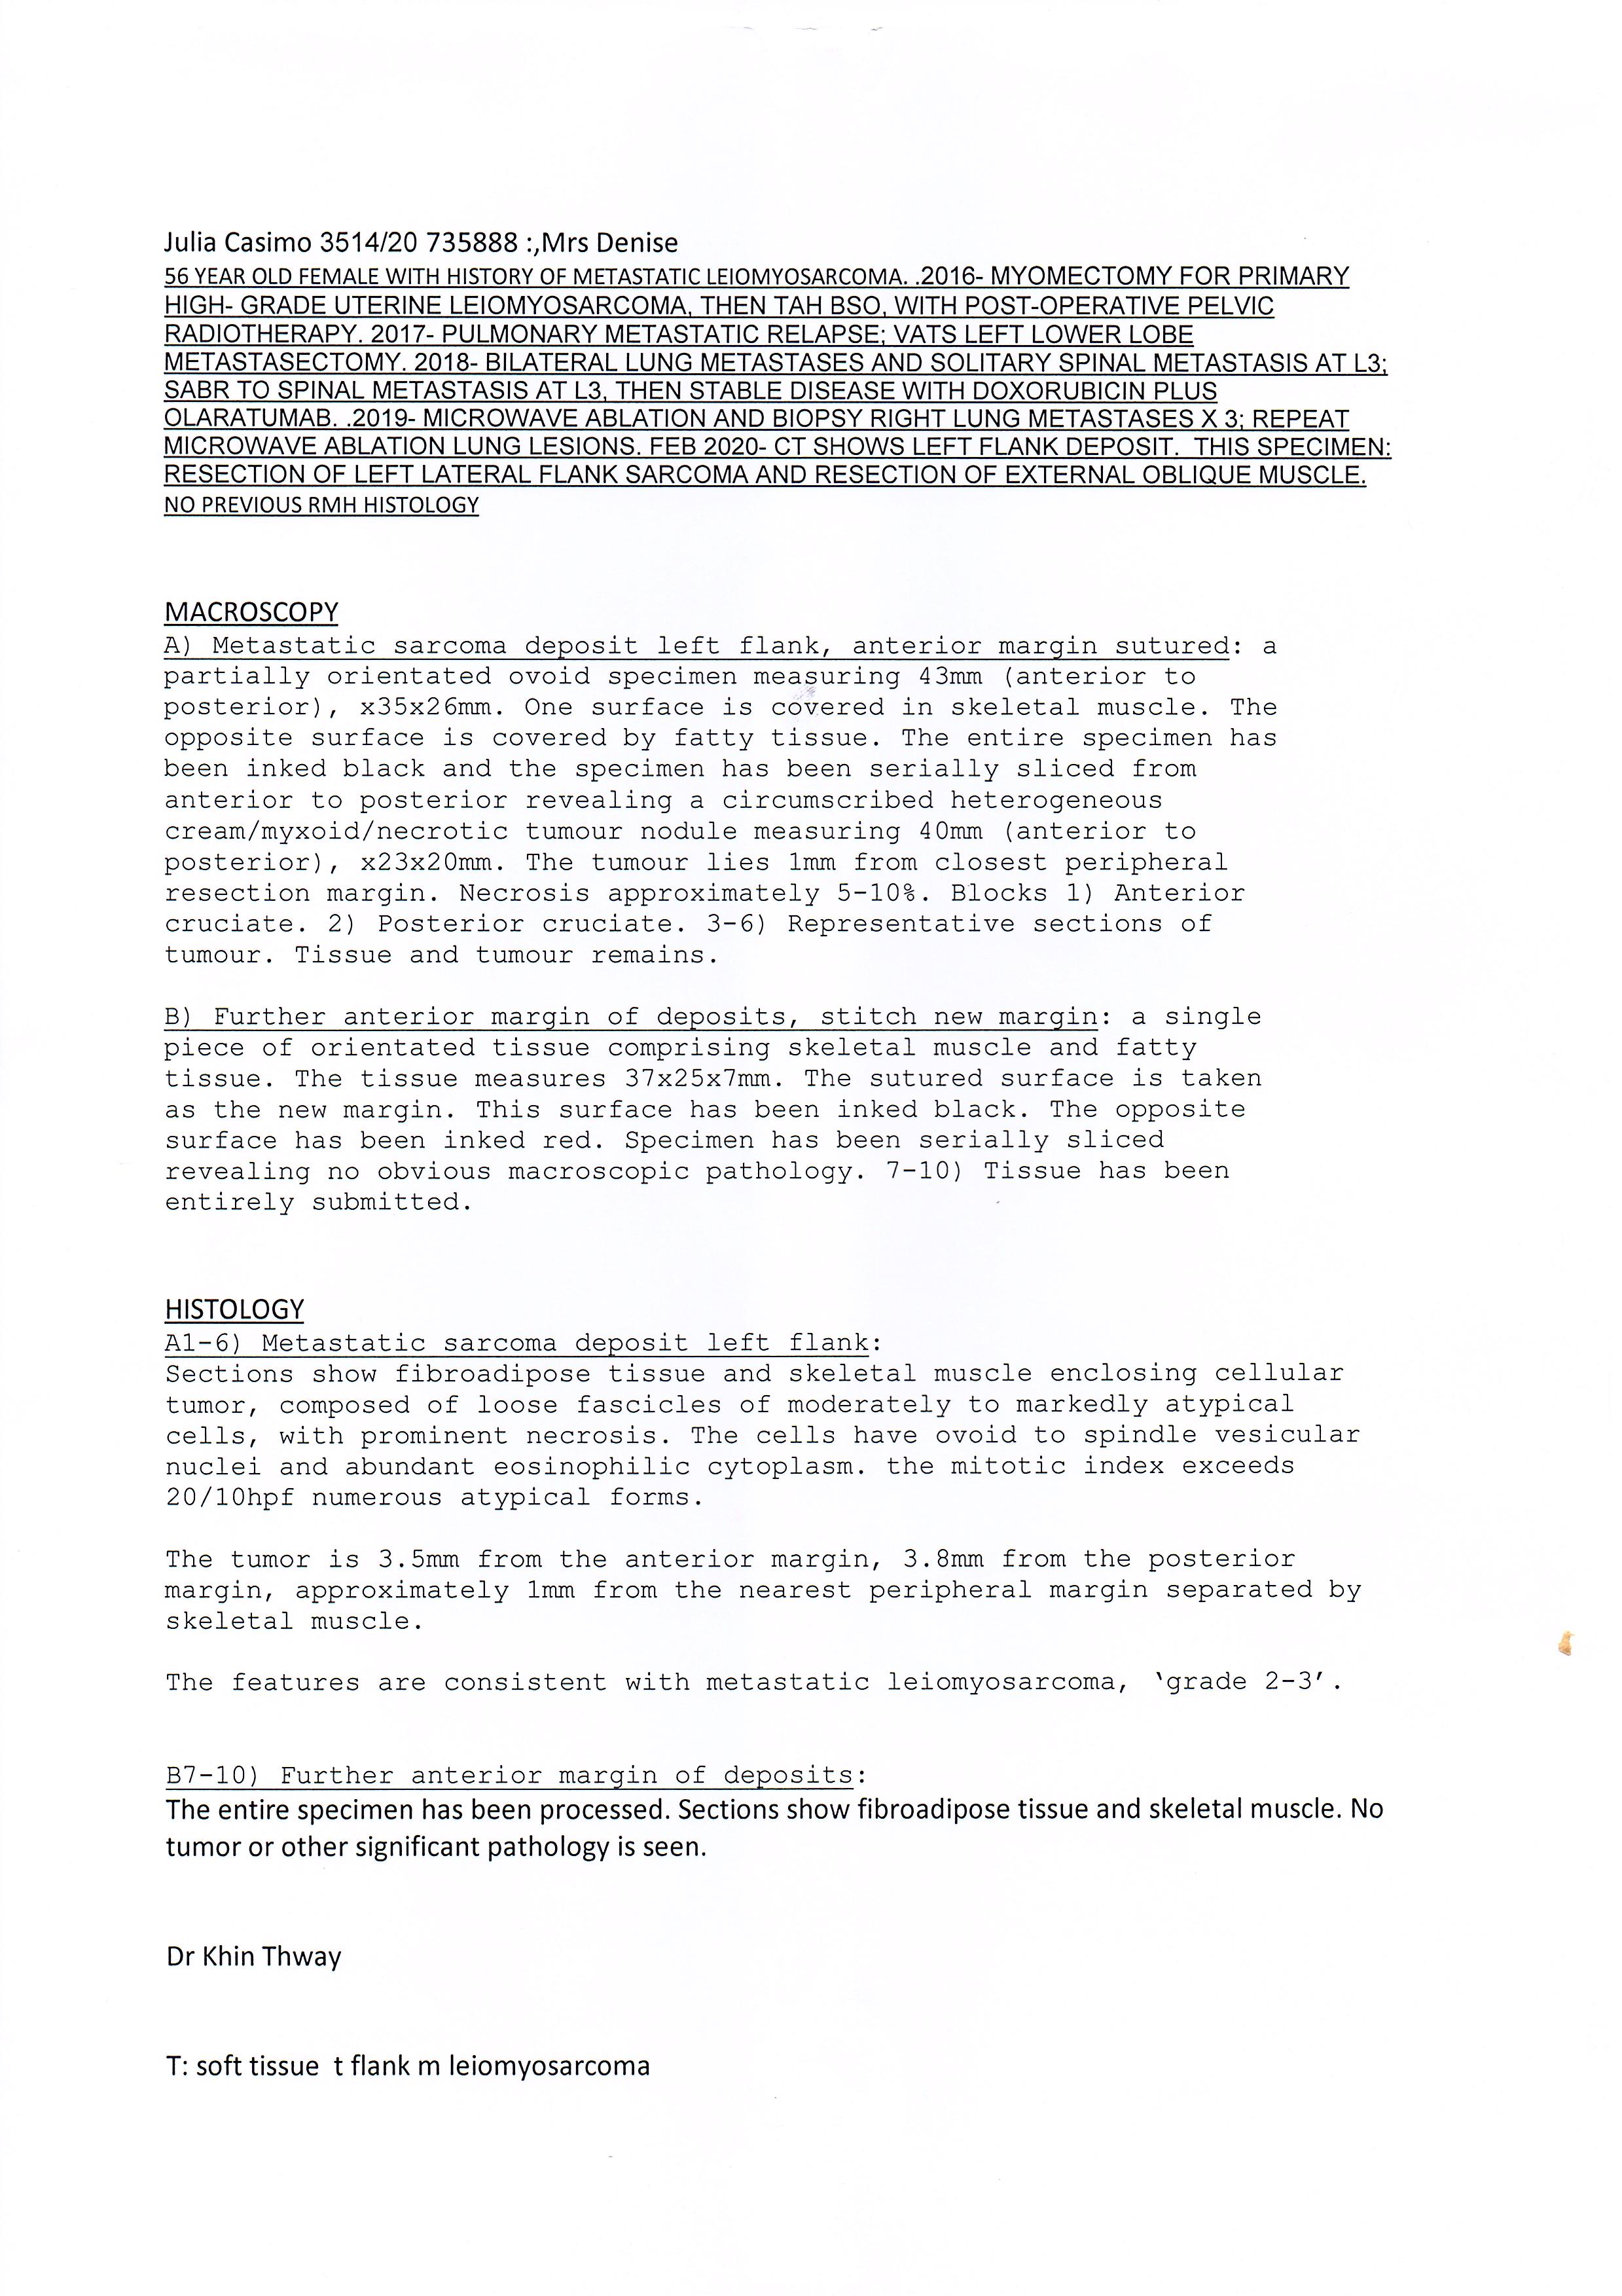 Julia Casimo 3514/20 735888 :,Mrs Denise
56 YEAR OLD FEMALE WITH HISTORY OF METASTATIC LEIOMYOSARCOMA. .2016- MYOMECTOMY FOR PRIMARY
HIGH- GRADE UTERINE LEIOMYOSARCOMA, THEN TAH BSO, WITH POST-OPERATIVE PELVIC
RADIOTHERAPY. 2017- PULMONARY METASTATIC RELAPSE; VATS LEFT LOWER LOBE
METASTASECTOMY. 2018- BILATERAL LUNG METASTASES AND SOLITARY SPINAL METASTASIS AT L3;
SABR TO SPINAL METASTASIS AT L3, THEN STABLE DISEASE WITH DOXORUBICIN PLUS
OLARATUMAB. .2019- MICROWAVE ABLATION AND BIOPSY RIGHT LUNG METASTASES X 3; REPEAT
MICROWAVE ABLATION LUNG LESIONS. FEB 2020- CT SHOWS LEFT FLANK DEPOSIT. THIS SPECIMEN:
RESECTION OF LEFT LATERAL FLANK SARCOMA AND RESECTION OF EXTERNAL OBLIQUE MUSCLE.
NO PREVIOUS RMH HISTOLOGY
MACROSCOPY
A) Metastatic sarcoma deposit left flank, anterior margin sutured: a
partially orientated ovoid specimen measuring 43mm (anterior to
posterior), x35x26mm. One surface is covered in skeletal muscle. The
opposite surface is covered by fatty tissue. The entire specimen has
been inked black and the specimen has been serially sliced from
anterior to posterior revealing a circumscribed heterogeneous
cream/myxoid/necrotic tumour nodule measuring 40mm (anterior to
posterior), x23x20mm. The tumour lies 1mm from closest peripheral
resection margin. Necrosis approximately 5-10%. Blocks 1) Anterior
cruciate. 2) Posterior cruciate. 3-6) Representative sections of
tumour. Tissue and tumour remains.
B) Further anterior margin of deposits, stitch new margin: a single
piece of orientated tissue comprising skeletal muscle and fatty
tissue. The tissue measures 37x25x7mm. The sutured surface is taken
as the new margin. This surface has been inked black. The opposite
surface has been inked red. Specimen has been serially sliced
revealing no obvious macroscopic pathology. 7-10) Tissue has been
entirely submitted.
HISTOLOGY
A1-6) Metastatic sarcoma deposit left flank:
Sections show fibroadipose tissue and skeletal muscle enclosing cellular
tumor, composed of loose fascicles of moderately to markedly atypical
cells, with prominent necrosis. The cells have ovoid to spindle vesicular
nuclei and abundant eosinophilic cytoplasm. the mitotic index exceeds
20/10hpf numerous atypical forms.
The tumor is 3.5mm from the anterior margin, 3.8mm from the posterior
margin, approximately 1mm from the nearest peripheral margin separated by
skeletal muscle.
The features are consistent with metastatic leiomyosarcoma, ‘grade 2-3’.
B7-10) Further anterior margin of deposits:
The entire specimen has been processed. Sections show fibroadipose tissue and skeletal muscle. No
tumor or other significant pathology is seen.
Dr Khin Thway
T: soft tissue t flank m leiomyosarcoma